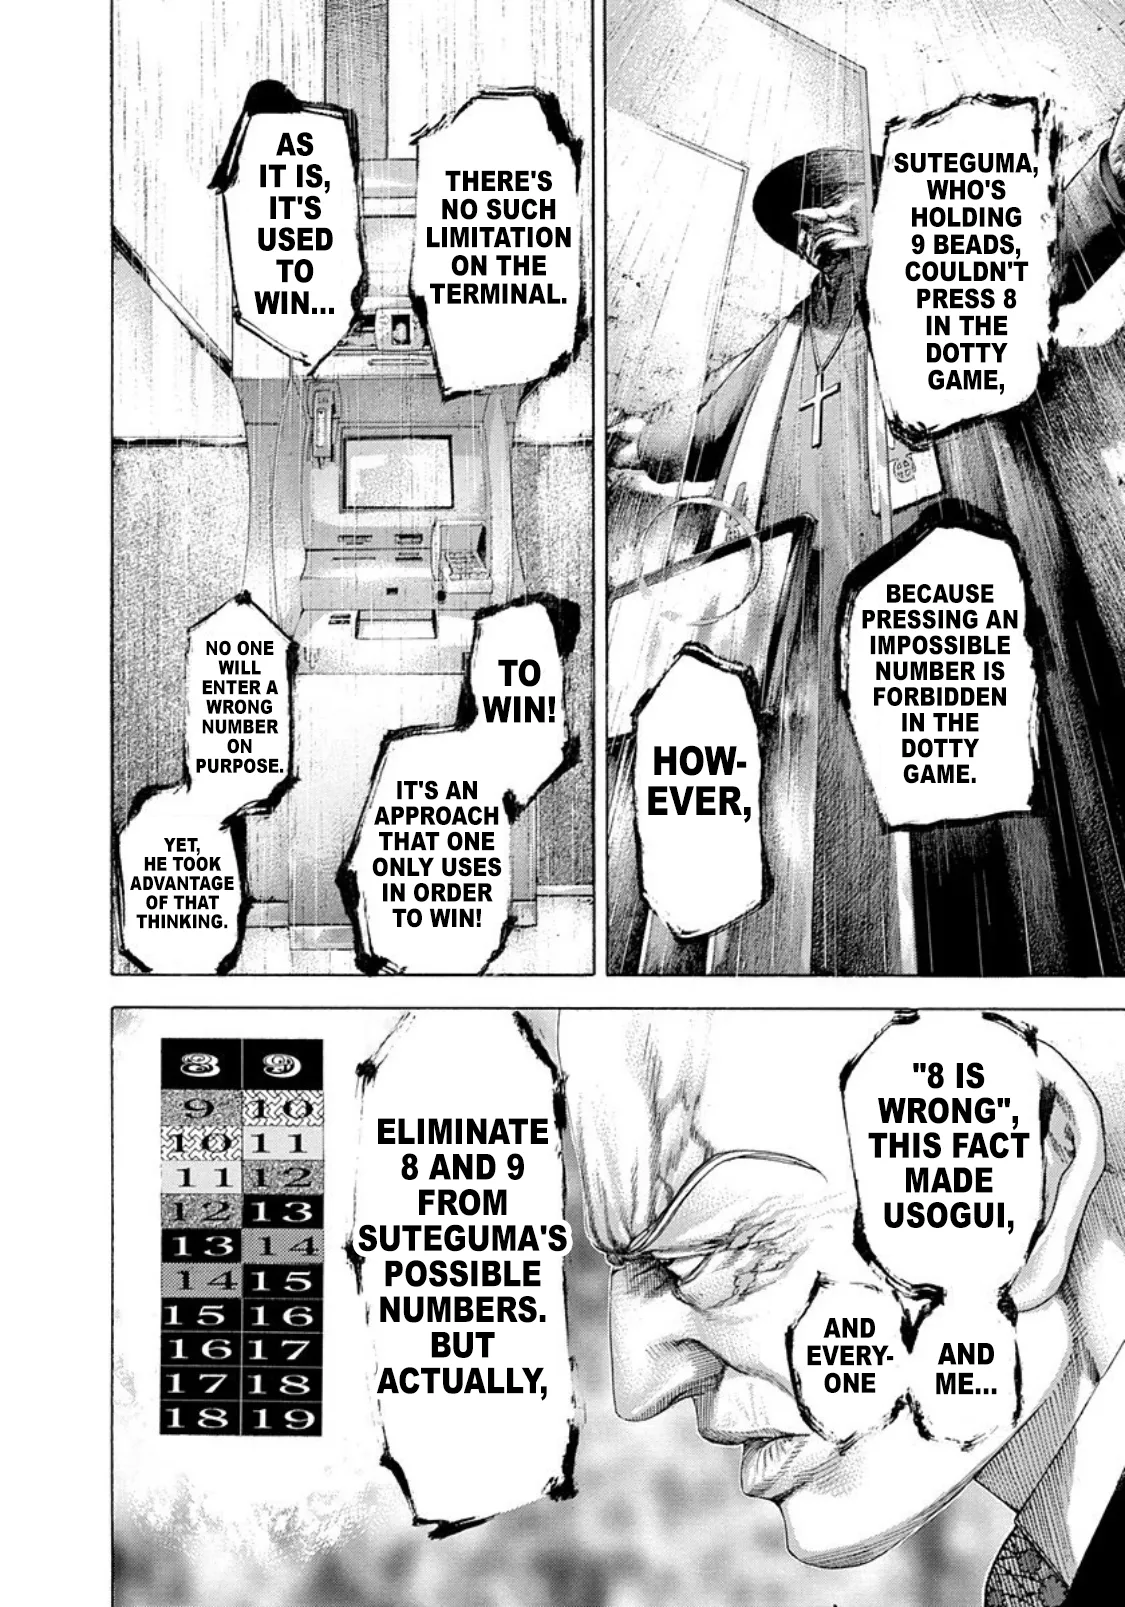 SUTEGUMA,
WHO'S
HOLDING
9 BEADS,
COULDN'T
PRESS 8
IN THE
DOTTY
GAME,
BECAUSE
PRESSING AN
IMPOSSIBLE
NUMBER IS
FORBIDDEN
IN THE
DOTTY
GAME.
HOW-
EVER,
THERE'S
NO SUCH
LIMITATION
ON THE
TERMINAL.
AS
IT IS,
IT'S
USED
TO
WIN...
TO
WIN!
IT'S AN
APPROACH
THAT ONE
ONLY USES
IN ORDER
TO WIN!
NO ONE
WILL
ENTER A
WRONG
NUMBER
ON
PURPOSE.
YET,
HE TOOK
ADVANTAGE
OF THAT
THINKING.
"8 IS
WRONG",
THIS FACT
MADE
USOGUI,
AND
ME...
AND
EVERY-
ONE
ELIMINATE
8 AND 9
FROM
SUTEGUMA'S
POSSIBLE
NUMBERS.
BUT
ACTUALLY,
8 9
9 10
10 11
11 12
12 13
13 14
14 15
15 16
16 17
17 18
18 19